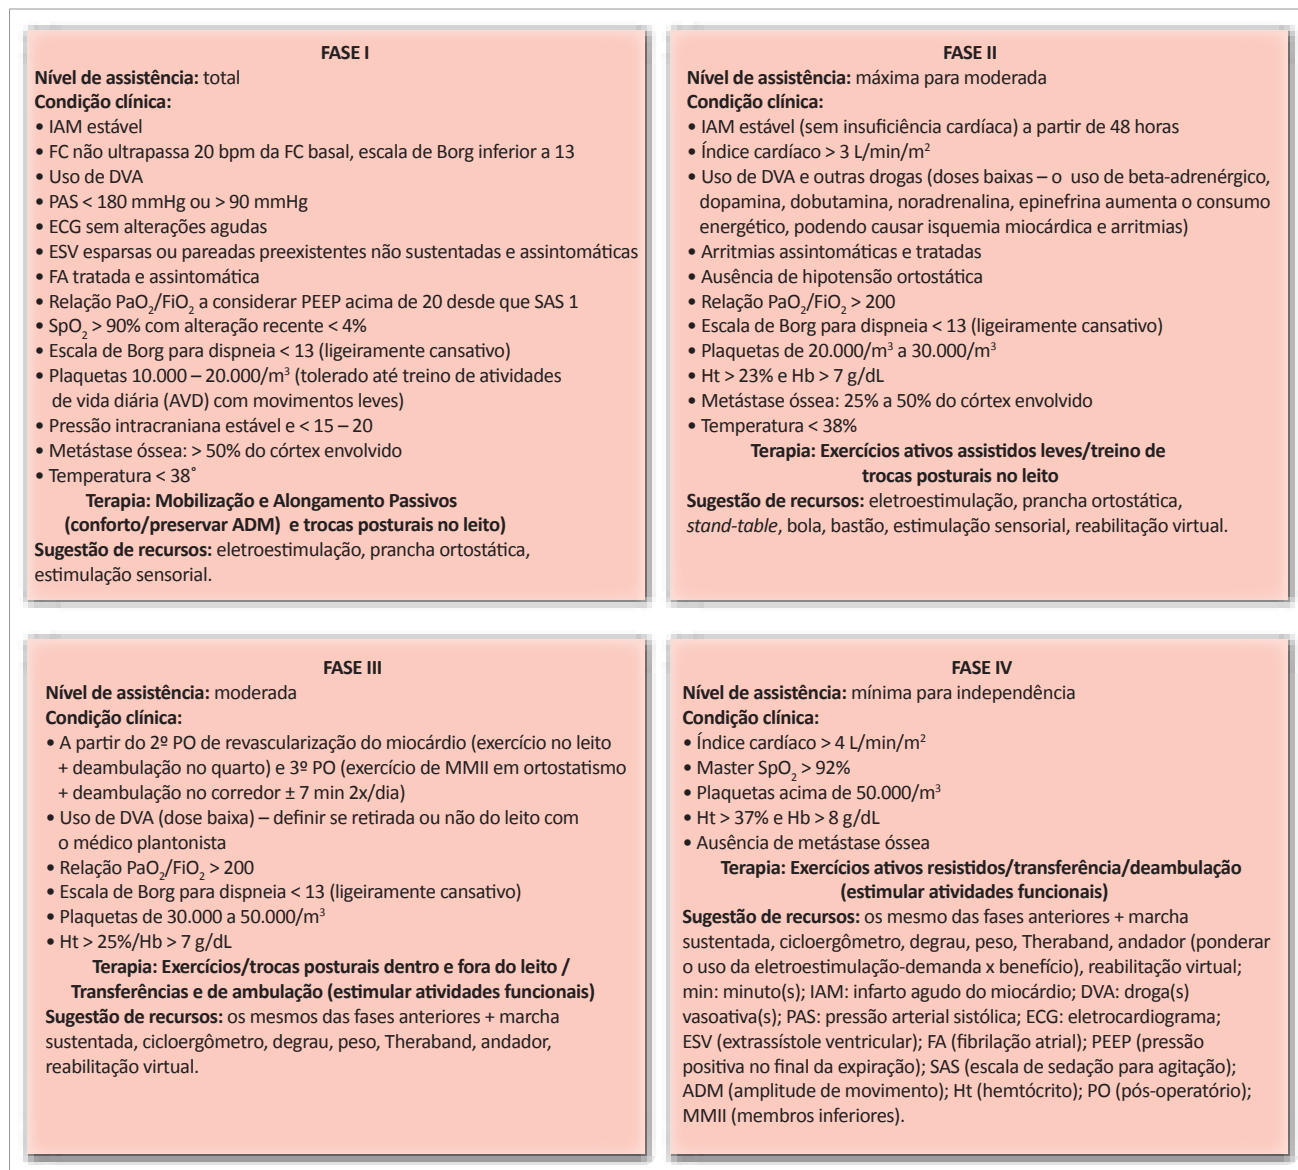 FASE I
Nível de assistência: total
Condição clínica:
• IAM estável
• FC não ultrapassa 20 bpm da FC basal, escala de Borg inferior a 13
• Uso de DVA
• PAS < 180 mmHg ou > 90 mmHg
• ECG sem alterações agudas
• ESV esparsas ou pareadas preexistentes não sustentadas e assintomáticas
• FA tratada e assintomática
• Relação PaO2/FiO2 a considerar PEEP acima de 20 desde que SAS 1
• SpO2 > 90% com alteração recente < 4%
• Escala de Borg para dispneia < 13 (ligeiramente cansativo)
• Plaquetas 10.000 – 20.000/m³ (tolerado até treino de atividades
de vida diária (AVD) com movimentos leves)
• Pressão intracraniana estável e < 15 – 20
• Metástase óssea: > 50% do córtex envolvido
• Temperatura < 38˚
Terapia: Mobilização e Alongamento Passivos
(conforto/preservar ADM) e trocas posturais no leito)
Sugestão de recursos: eletroestimulação, prancha ortostática,
estimulação sensorial.
FASE II
Nível de assistência: máxima para moderada
Condição clínica:
• IAM estável (sem insuficiência cardíaca) a partir de 48 horas
• Índice cardíaco > 3 L/min/m²
• Uso de DVA e outras drogas (doses baixas – o uso de beta-adrenérgico,
dopamina, dobutamina, noradrenalina, epinefrina aumenta o consumo
energético, podendo causar isquemia miocárdica e arritmias)
• Arritmias assintomáticas e tratadas
• Ausência de hipotensão ortostática
• Relação PaO2/FiO2 > 200
• Escala de Borg para dispneia < 13 (ligeiramente cansativo)
• Plaquetas de 20.000/m³ a 30.000/m³
• Ht > 23% e Hb > 7 g/dL
• Metástase óssea: 25% a 50% do córtex envolvido
• Temperatura < 38%
Terapia: Exercícios ativos assistidos leves/treino de
trocas posturais no leito
Sugestão de recursos: eletroestimulação, prancha ortostática,
stand-table, bola, bastão, estimulação sensorial, reabilitação virtual.
FASE III
Nível de assistência: moderada
Condição clínica:
• A partir do 2º PO de revascularização do miocárdio (exercício no leito
+ deambulação no quarto) e 3º PO (exercício de MMII em ortostatismo
+ deambulação no corredor ± 7 min 2x/dia)
• Uso de DVA (dose baixa) – definir se retirada ou não do leito com
o médico plantonista
• Relação PaO2/FiO2 > 200
• Escala de Borg para dispneia < 13 (ligeiramente cansativo)
• Plaquetas de 30.000 a 50.000/m³
• Ht > 25%/Hb > 7 g/dL
Terapia: Exercícios/trocas posturais dentro e fora do leito /
Transferências e de ambulação (estimular atividades funcionais)
Sugestão de recursos: os mesmos das fases anteriores + marcha
sustentada, cicloergômetro, degrau, peso, Theraband, andador,
reabilitação virtual.
FASE IV
Nível de assistência: mínima para independência
Condição clínica:
• Índice cardíaco > 4 L/min/m²
• Master SpO2 > 92%
• Plaquetas acima de 50.000/m³
• Ht > 37% e Hb > 8 g/dL
• Ausência de metástase óssea
Terapia: Exercícios ativos resistidos/transferência/deambulação
(estimular atividades funcionais)
Sugestão de recursos: os mesmo das fases anteriores + marcha
sustentada, cicloergômetro, degrau, peso, Theraband, andador (ponderar
o uso da eletroestimulação-demanda x benefício), reabilitação virtual;
min: minuto(s); IAM: infarto agudo do miocárdio; DVA: droga(s)
vasoativa(s); PAS: pressão arterial sistólica; ECG: eletrocardiograma;
ESV (extrassístole ventricular); FA (fibrilação atrial); PEEP (pressão
positiva no final da expiração); SAS (escala de sedação para agitação);
ADM (amplitude de movimento); Ht (hemtócrito); PO (pós-operatório);
MMII (membros inferiores).